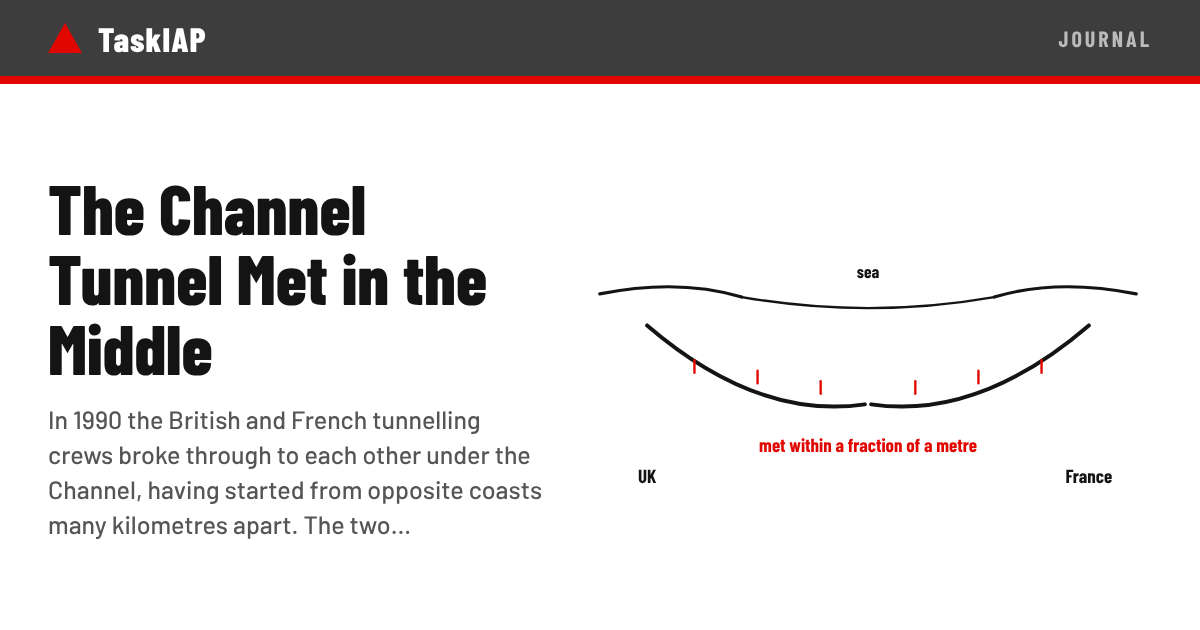 TaskIAP
JOURNAL
The Channel
Tunnel Met in the
Middle
In 1990 the British and French tunnelling
crews broke through to each other under the
Channel, having started from opposite coasts
many kilometres apart. The two...
sea
met within a fraction of a metre
UK
France